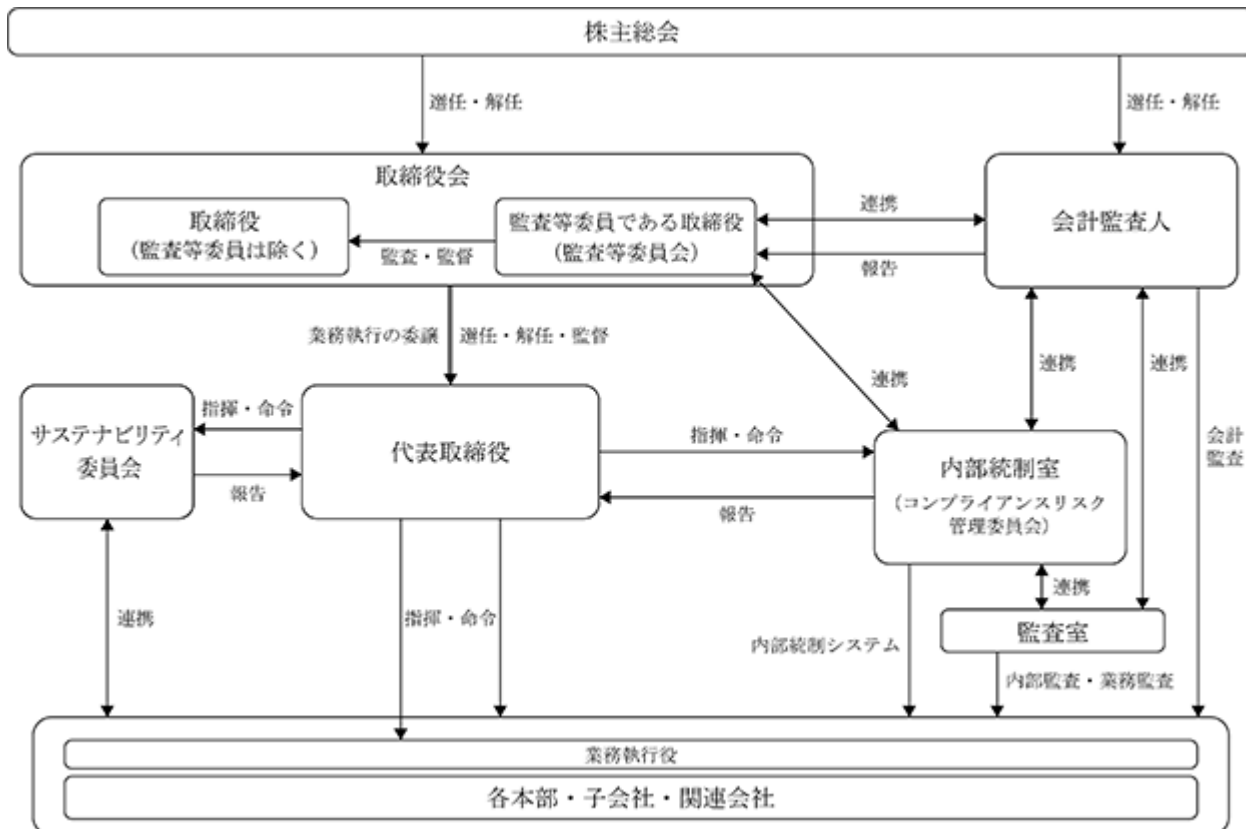 株主総会
選任・解任
選任・解任
取締役会
取締役
(監査等委員は除く)
監査・監督
監査等委員である取締役
(監査等委員会)
連携
報告
会計監査人
業務執行の委譲
選任・解任・監督
連携
連携
連携
会計
監査
サステナビリティ
委員会
指揮・命令
報告
代表取締役
指揮・命令
報告
内部統制室
(コンプライアンスリスク
管理委員会)
連携
連携
指揮・命令
内部統制システム
監査室
内部監査・業務監査
業務執行役
各本部・子会社・関連会社